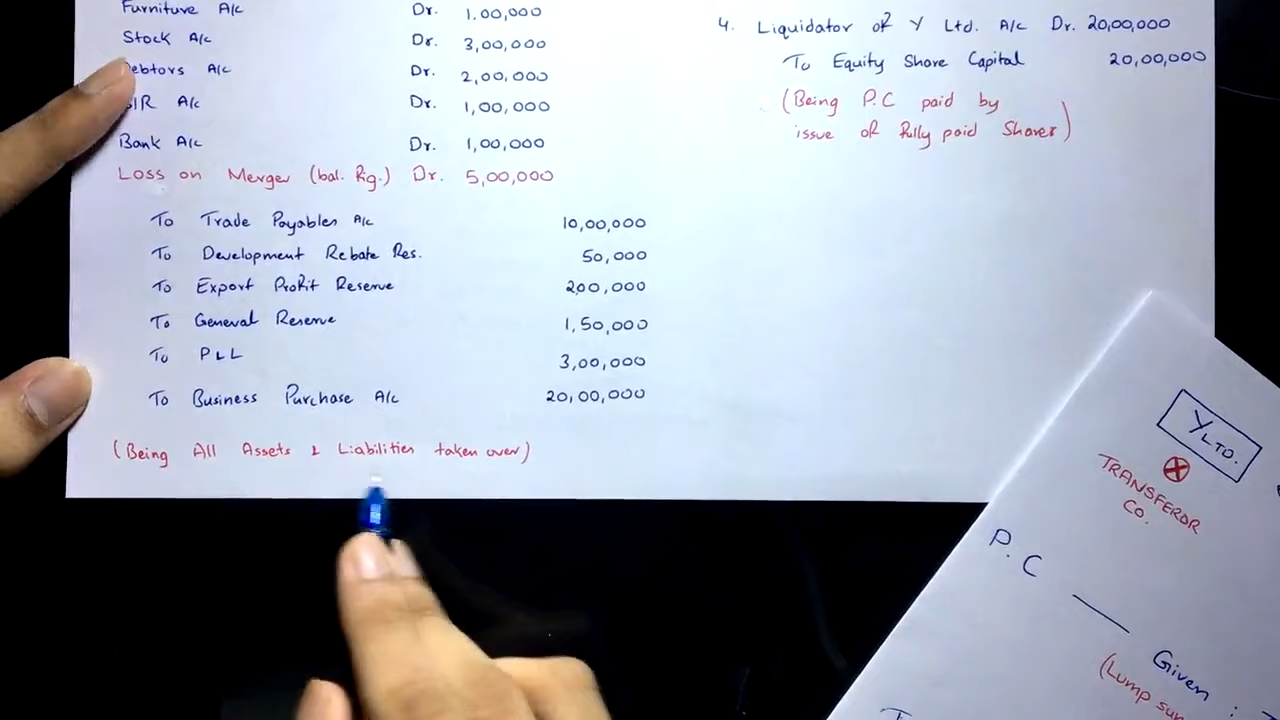 Furniture A/c Dr. 1,00,000
Stock A/c Dr. 3,00,000
Debtors A/c Dr. 2,00,000
B/R A/c Dr. 1,00,000
Bank A/c Dr. 1,00,000
Loss on Merger (bal. fig.) Dr. 5,00,000
To Trade Payables A/c 10,00,000
To Development Rebate Res. 50,000
To Export Profit Reserve 200,000
To General Reserve 1,50,000
To P&L 3,00,000
To Business Purchase A/c 20,00,000
(Being All Assets & Liabilities taken over)
4. Liquidator of Y Ltd. A/c Dr. 20,00,000
To Equity Share Capital 20,00,000
(Being P.C paid by
issue of fully paid Shares)
Y LTD.
TRANSFEROR
CO.
P.C
Given :
(Lump sum